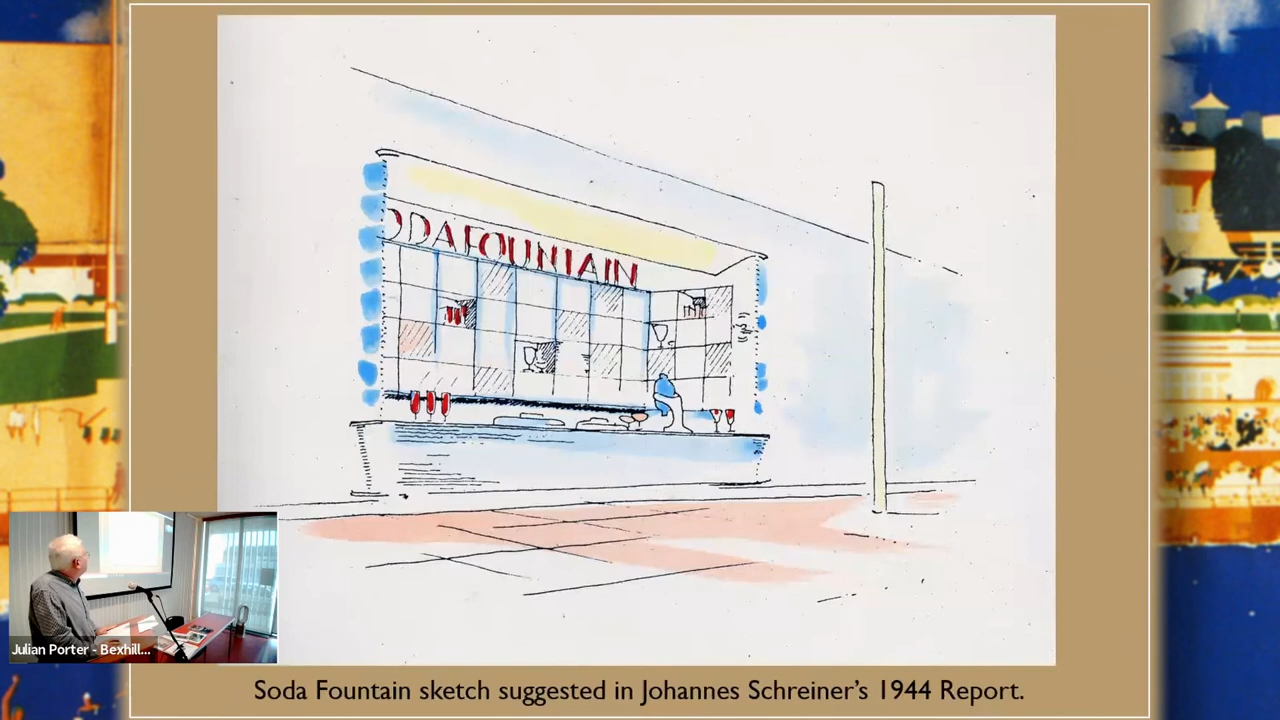 ODAFOUNTAIN
Julian Porter - Bexhill...
Soda Fountain sketch suggested in Johannes Schreiner's 1944 Report.